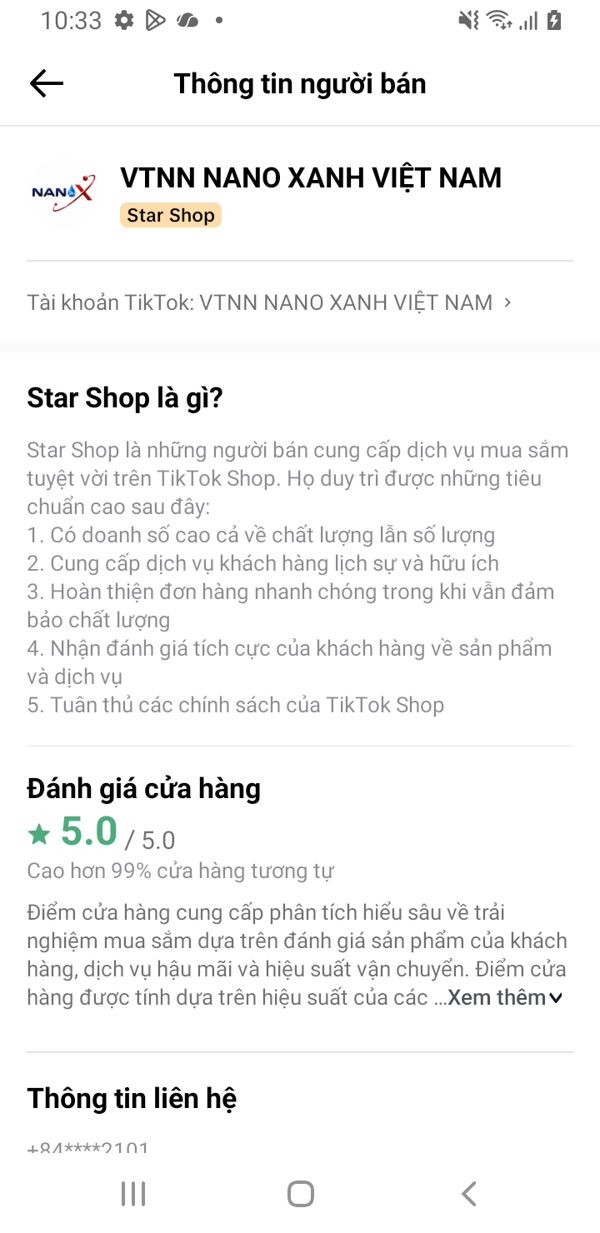 10:33
Thông tin người bán
NANOX
VTNN NANO XANH VIỆT NAM
Star Shop
Tài khoản TikTok: VTNN NANO XANH VIỆT NAM >
Star Shop là gì?
Star Shop là những người bán cung cấp dịch vụ mua sắm
tuyệt vời trên TikTok Shop. Họ duy trì được những tiêu
chuẩn cao sau đây:
1. Có doanh số cao cả về chất lượng lẫn số lượng
2. Cung cấp dịch vụ khách hàng lịch sự và hữu ích
3. Hoàn thiện đơn hàng nhanh chóng trong khi vẫn đảm
bảo chất lượng
4. Nhận đánh giá tích cực của khách hàng về sản phẩm
và dịch vụ
5. Tuân thủ các chính sách của TikTok Shop
Đánh giá cửa hàng
5.0 / 5.0
Cao hơn 99% cửa hàng tương tự
Điểm cửa hàng cung cấp phân tích hiểu sâu về trải
nghiệm mua sắm dựa trên đánh giá sản phẩm của khách
hàng, dịch vụ hậu mãi và hiệu suất vận chuyển. Điểm cửa
hàng được tính dựa trên hiệu suất của các ...Xem thêm
Thông tin liên hệ
+84****2101